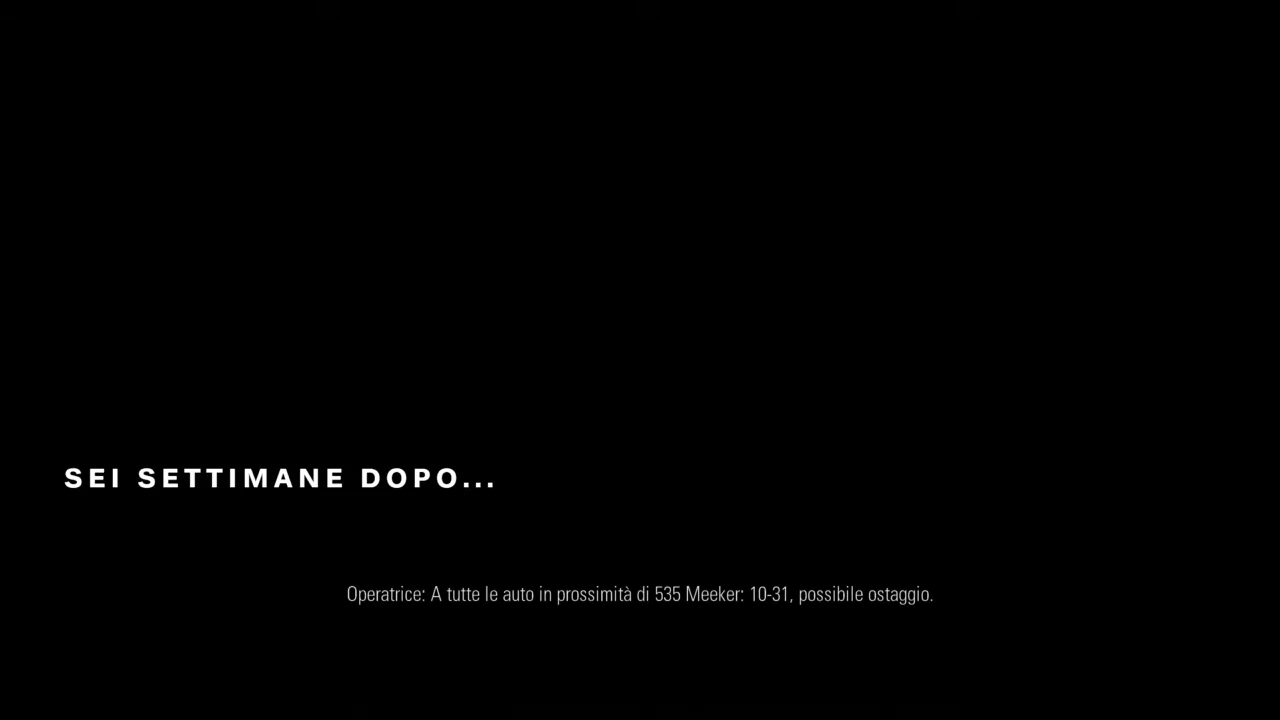 SEI SETTIMANE DOPO...
Operatrice: A tutte le auto in prossimità di 535 Meeker: 10-31, possibile ostaggio.